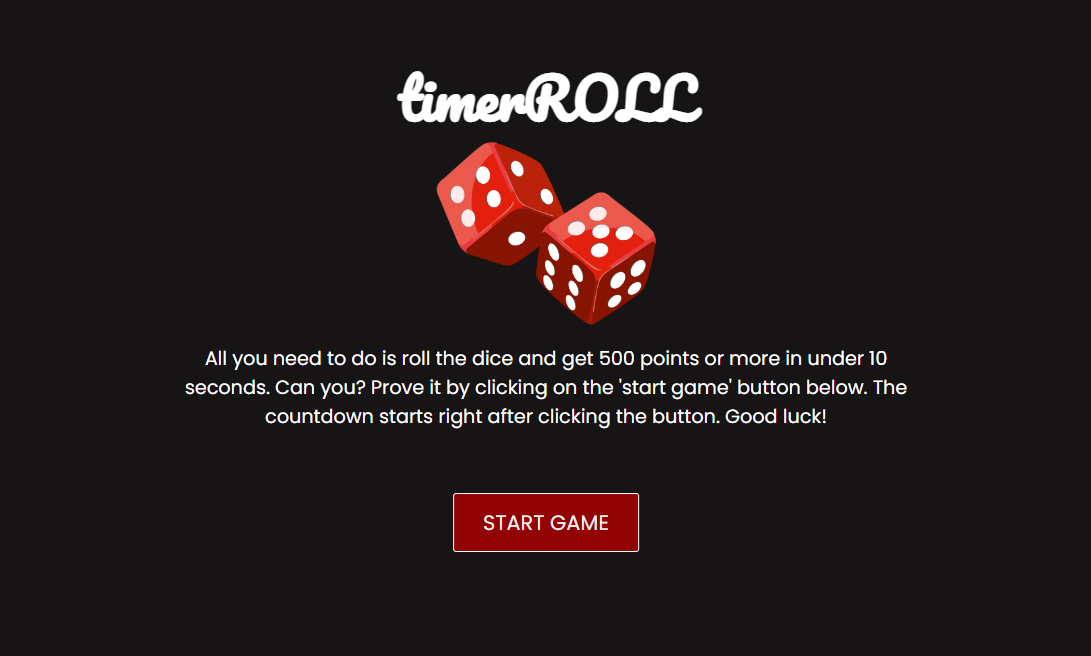 timerROLL
All you need to do is roll the dice and get 500 points or more in under 10
seconds. Can you? Prove it by clicking on the 'start game' button below. The
countdown starts right after clicking the button. Good luck!
START GAME